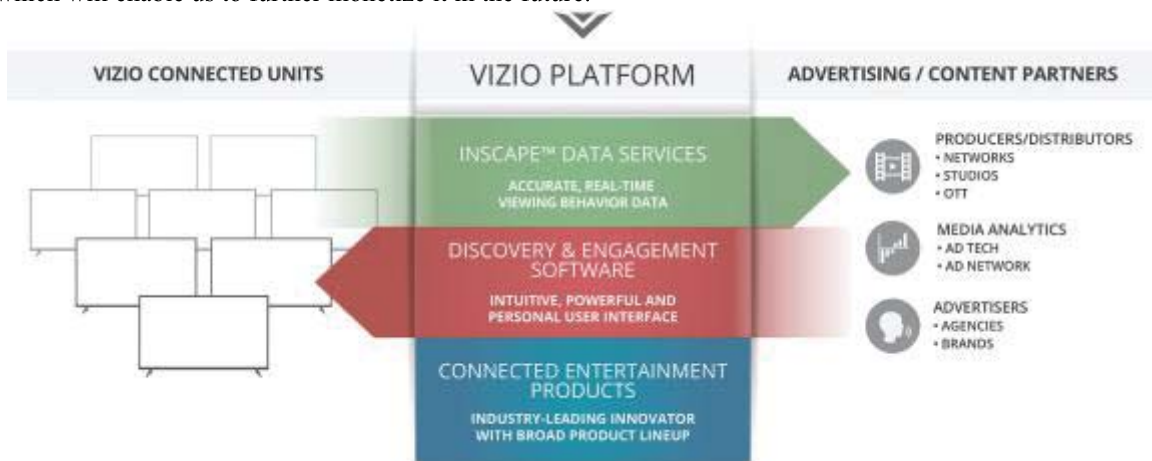 which will enable us to further monetize it in the future.
VIZIO CONNECTED UNITS
VIZIO PLATFORM
ADVERTISING / CONTENT PARTNERS
INSCAPE™ DATA SERVICES
ACCURATE, REAL-TIME
VIEWING BEHAVIOR DATA
DISCOVERY & ENGAGEMENT
SOFTWARE
INTUITIVE, POWERFUL AND
PERSONAL USER INTERFACE
CONNECTED ENTERTAINMENT
PRODUCTS
INDUSTRY-LEADING INNOVATOR
WITH BROAD PRODUCT LINEUP
PRODUCERS/DISTRIBUTORS
• NETWORKS
• STUDIOS
• OTT
MEDIA ANALYTICS
• AD TECH
• AD NETWORK
ADVERTISERS
• AGENCIES
• BRANDS